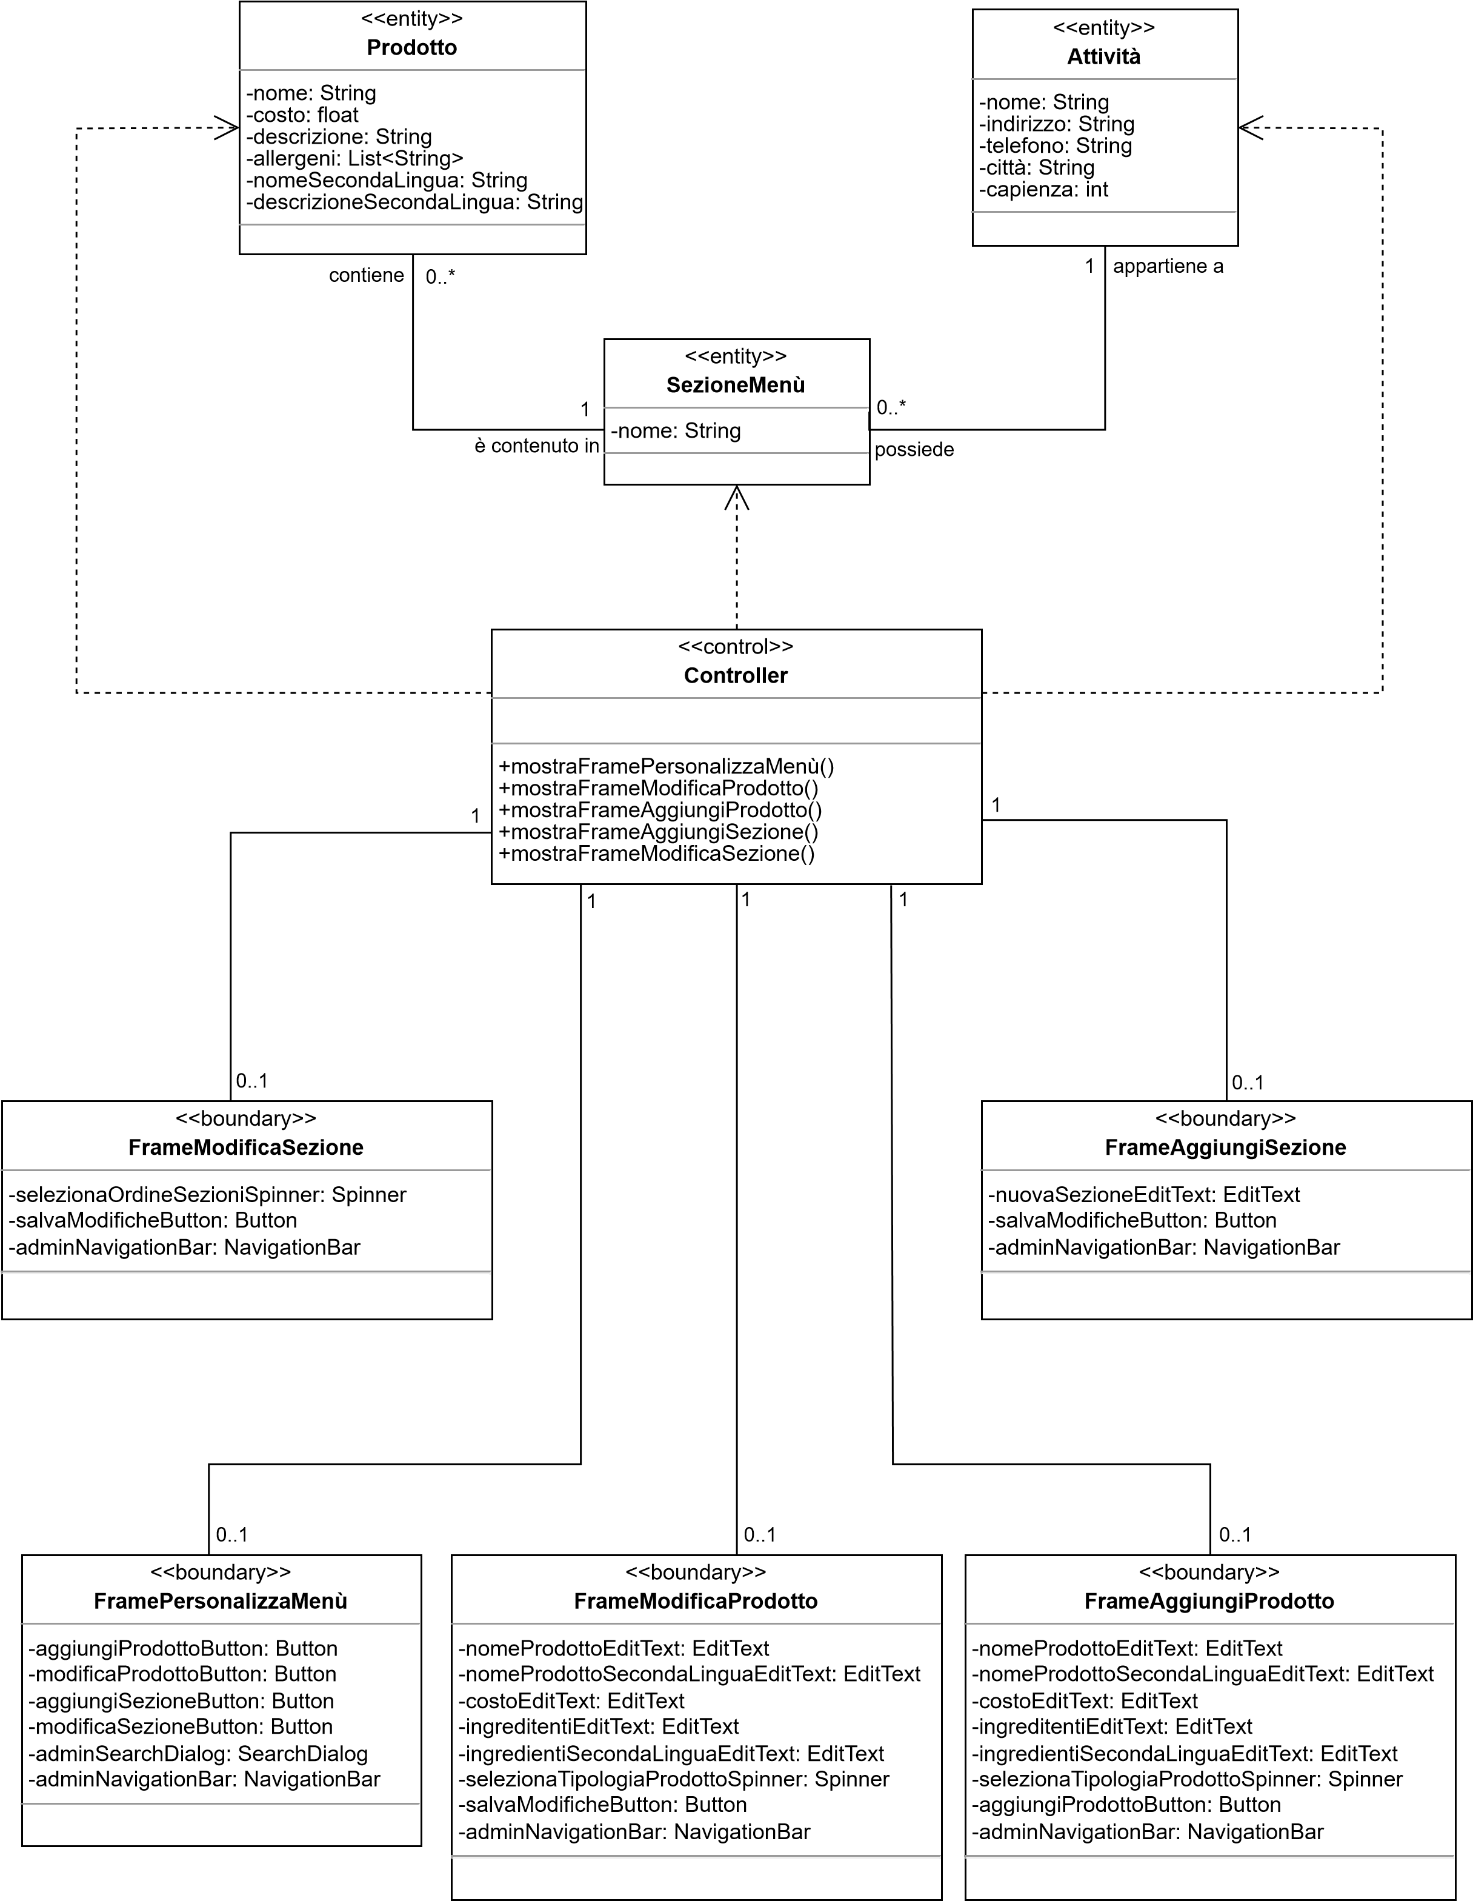 <<entity>>
Prodotto
-nome: String
-costo: float
-descrizione: String
-allergeni: List<String>
-nomeSecondaLingua: String
-descrizioneSecondaLingua: String
<<entity>>
Attività
-nome: String
-indirizzo: String
-telefono: String
-città: String
-capienza: int
contiene
0..*
1
appartiene a
<<entity>>
SezioneMenù
-nome: String
1
è contenuto in
0..*
possiede
<<control>>
Controller
+mostraFramePersonalizzaMenù()
+mostraFrameModificaProdotto()
+mostraFrameAggiungiProdotto()
+mostraFrameAggiungiSezione()
+mostraFrameModificaSezione()
1
1
1
1
1
0..1
0..1
<<boundary>>
FrameModificaSezione
-selezionaOrdineSezioniSpinner: Spinner
-salvaModificheButton: Button
-adminNavigationBar: NavigationBar
<<boundary>>
FrameAggiungiSezione
-nuovaSezioneEditText: EditText
-salvaModificheButton: Button
-adminNavigationBar: NavigationBar
0..1
0..1
0..1
<<boundary>>
FramePersonalizzaMenù
-aggiungiProdottoButton: Button
-modificaProdottoButton: Button
-aggiungiSezioneButton: Button
-modificaSezioneButton: Button
-adminSearchDialog: SearchDialog
-adminNavigationBar: NavigationBar
<<boundary>>
FrameModificaProdotto
-nomeProdottoEditText: EditText
-nomeProdottoSecondaLinguaEditText: EditText
-costoEditText: EditText
-ingreditentiEditText: EditText
-ingredientiSecondaLinguaEditText: EditText
-selezionaTipologiaProdottoSpinner: Spinner
-salvaModificheButton: Button
-adminNavigationBar: NavigationBar
<<boundary>>
FrameAggiungiProdotto
-nomeProdottoEditText: EditText
-nomeProdottoSecondaLinguaEditText: EditText
-costoEditText: EditText
-ingreditentiEditText: EditText
-ingredientiSecondaLinguaEditText: EditText
-selezionaTipologiaProdottoSpinner: Spinner
-aggiungiProdottoButton: Button
-adminNavigationBar: NavigationBar